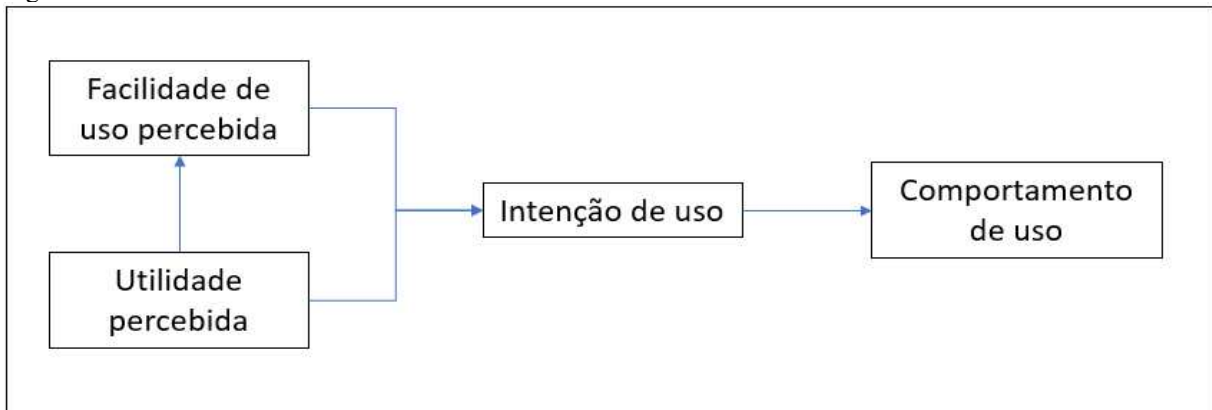 Facilidade de
uso percebida
Utilidade
percebida
Intenção de uso
Comportamento
de uso